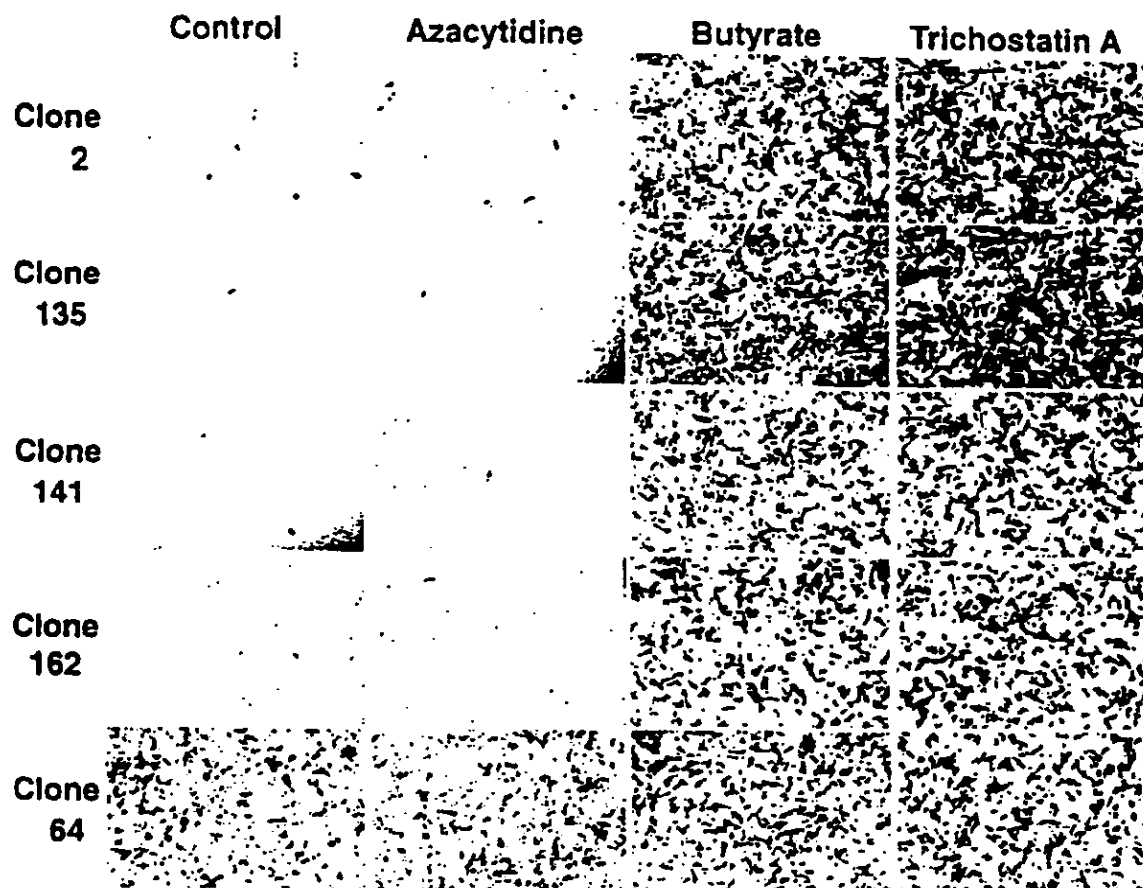 Control Azacytidine Butyrate Trichostatin A
Clone
2
Clone
135
Clone
141
Clone
162
Clone
64